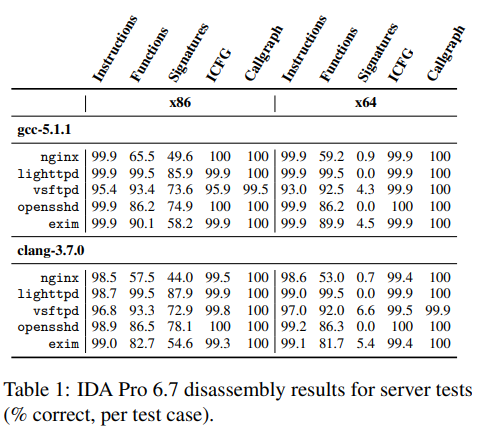 Instructions Functions Signatures ICFG Callgraph Instructions Functions Signatures ICFG Callgraph
x86 x64
gcc-5.1.1
nginx 99.9 65.5 49.6 100 100 99.9 59.2 0.9 99.9 100
lighttpd 99.9 99.5 85.9 99.9 100 99.9 99.5 0.0 99.9 100
vsftpd 95.4 93.4 73.6 95.9 99.5 93.0 92.5 4.3 99.9 100
opensshd 99.9 86.2 74.9 100 100 99.9 86.2 0.0 100 100
exim 99.9 90.1 58.2 99.9 100 99.9 89.9 4.5 99.9 100
clang-3.7.0
nginx 98.5 57.5 44.0 99.5 100 98.6 53.0 0.7 99.4 100
lighttpd 98.7 99.5 87.9 99.9 100 99.0 99.5 0.0 99.9 100
vsftpd 96.8 93.3 72.9 99.8 100 97.0 92.0 6.6 99.5 99.9
opensshd 98.9 86.5 78.1 100 100 99.2 86.3 0.0 100 100
exim 99.0 82.7 54.6 99.3 100 99.1 81.7 5.4 99.4 100
Table 1: IDA Pro 6.7 disassembly results for server tests
(% correct, per test case).